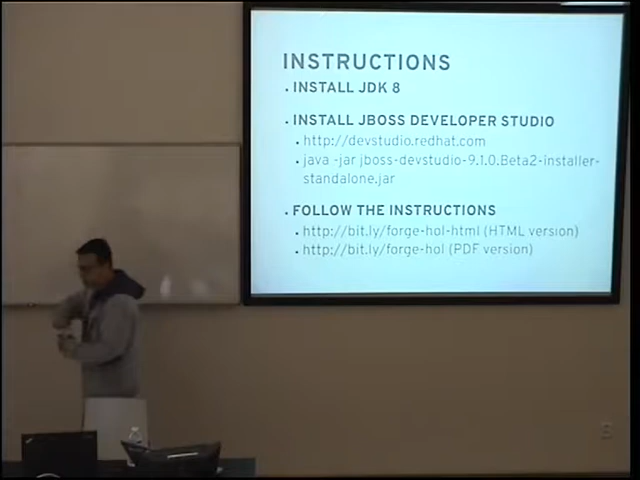 INSTRUCTIONS
• INSTALL JDK 8
• INSTALL JBOSS DEVELOPER STUDIO
• http://devstudio.redhat.com
• java -jar jboss-devstudio-9.1.0.Beta2-installer-
standalone.jar
• FOLLOW THE INSTRUCTIONS
• http://bit.ly/forge-hol-html (HTML version)
• http://bit.ly/forge-hol (PDF version)